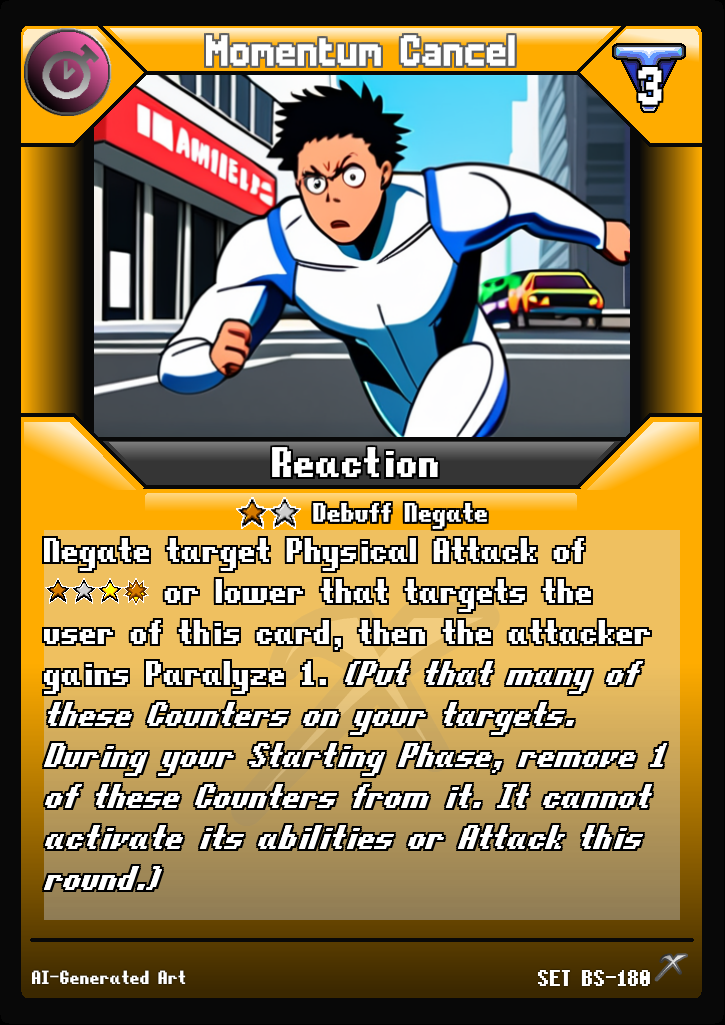 Momentum Cancel
3
Reaction
Debuff Negate
Negate target Physical Attack of
or lower that targets the
user of this card, then the attacker
gains Paralyze 1. (Put that many of
these Counters on your targets.
During your Starting Phase, remove 1
of these Counters from it. It cannot
activate its abilities or Attack this
round.)
AI-Generated Art
SET BS-180